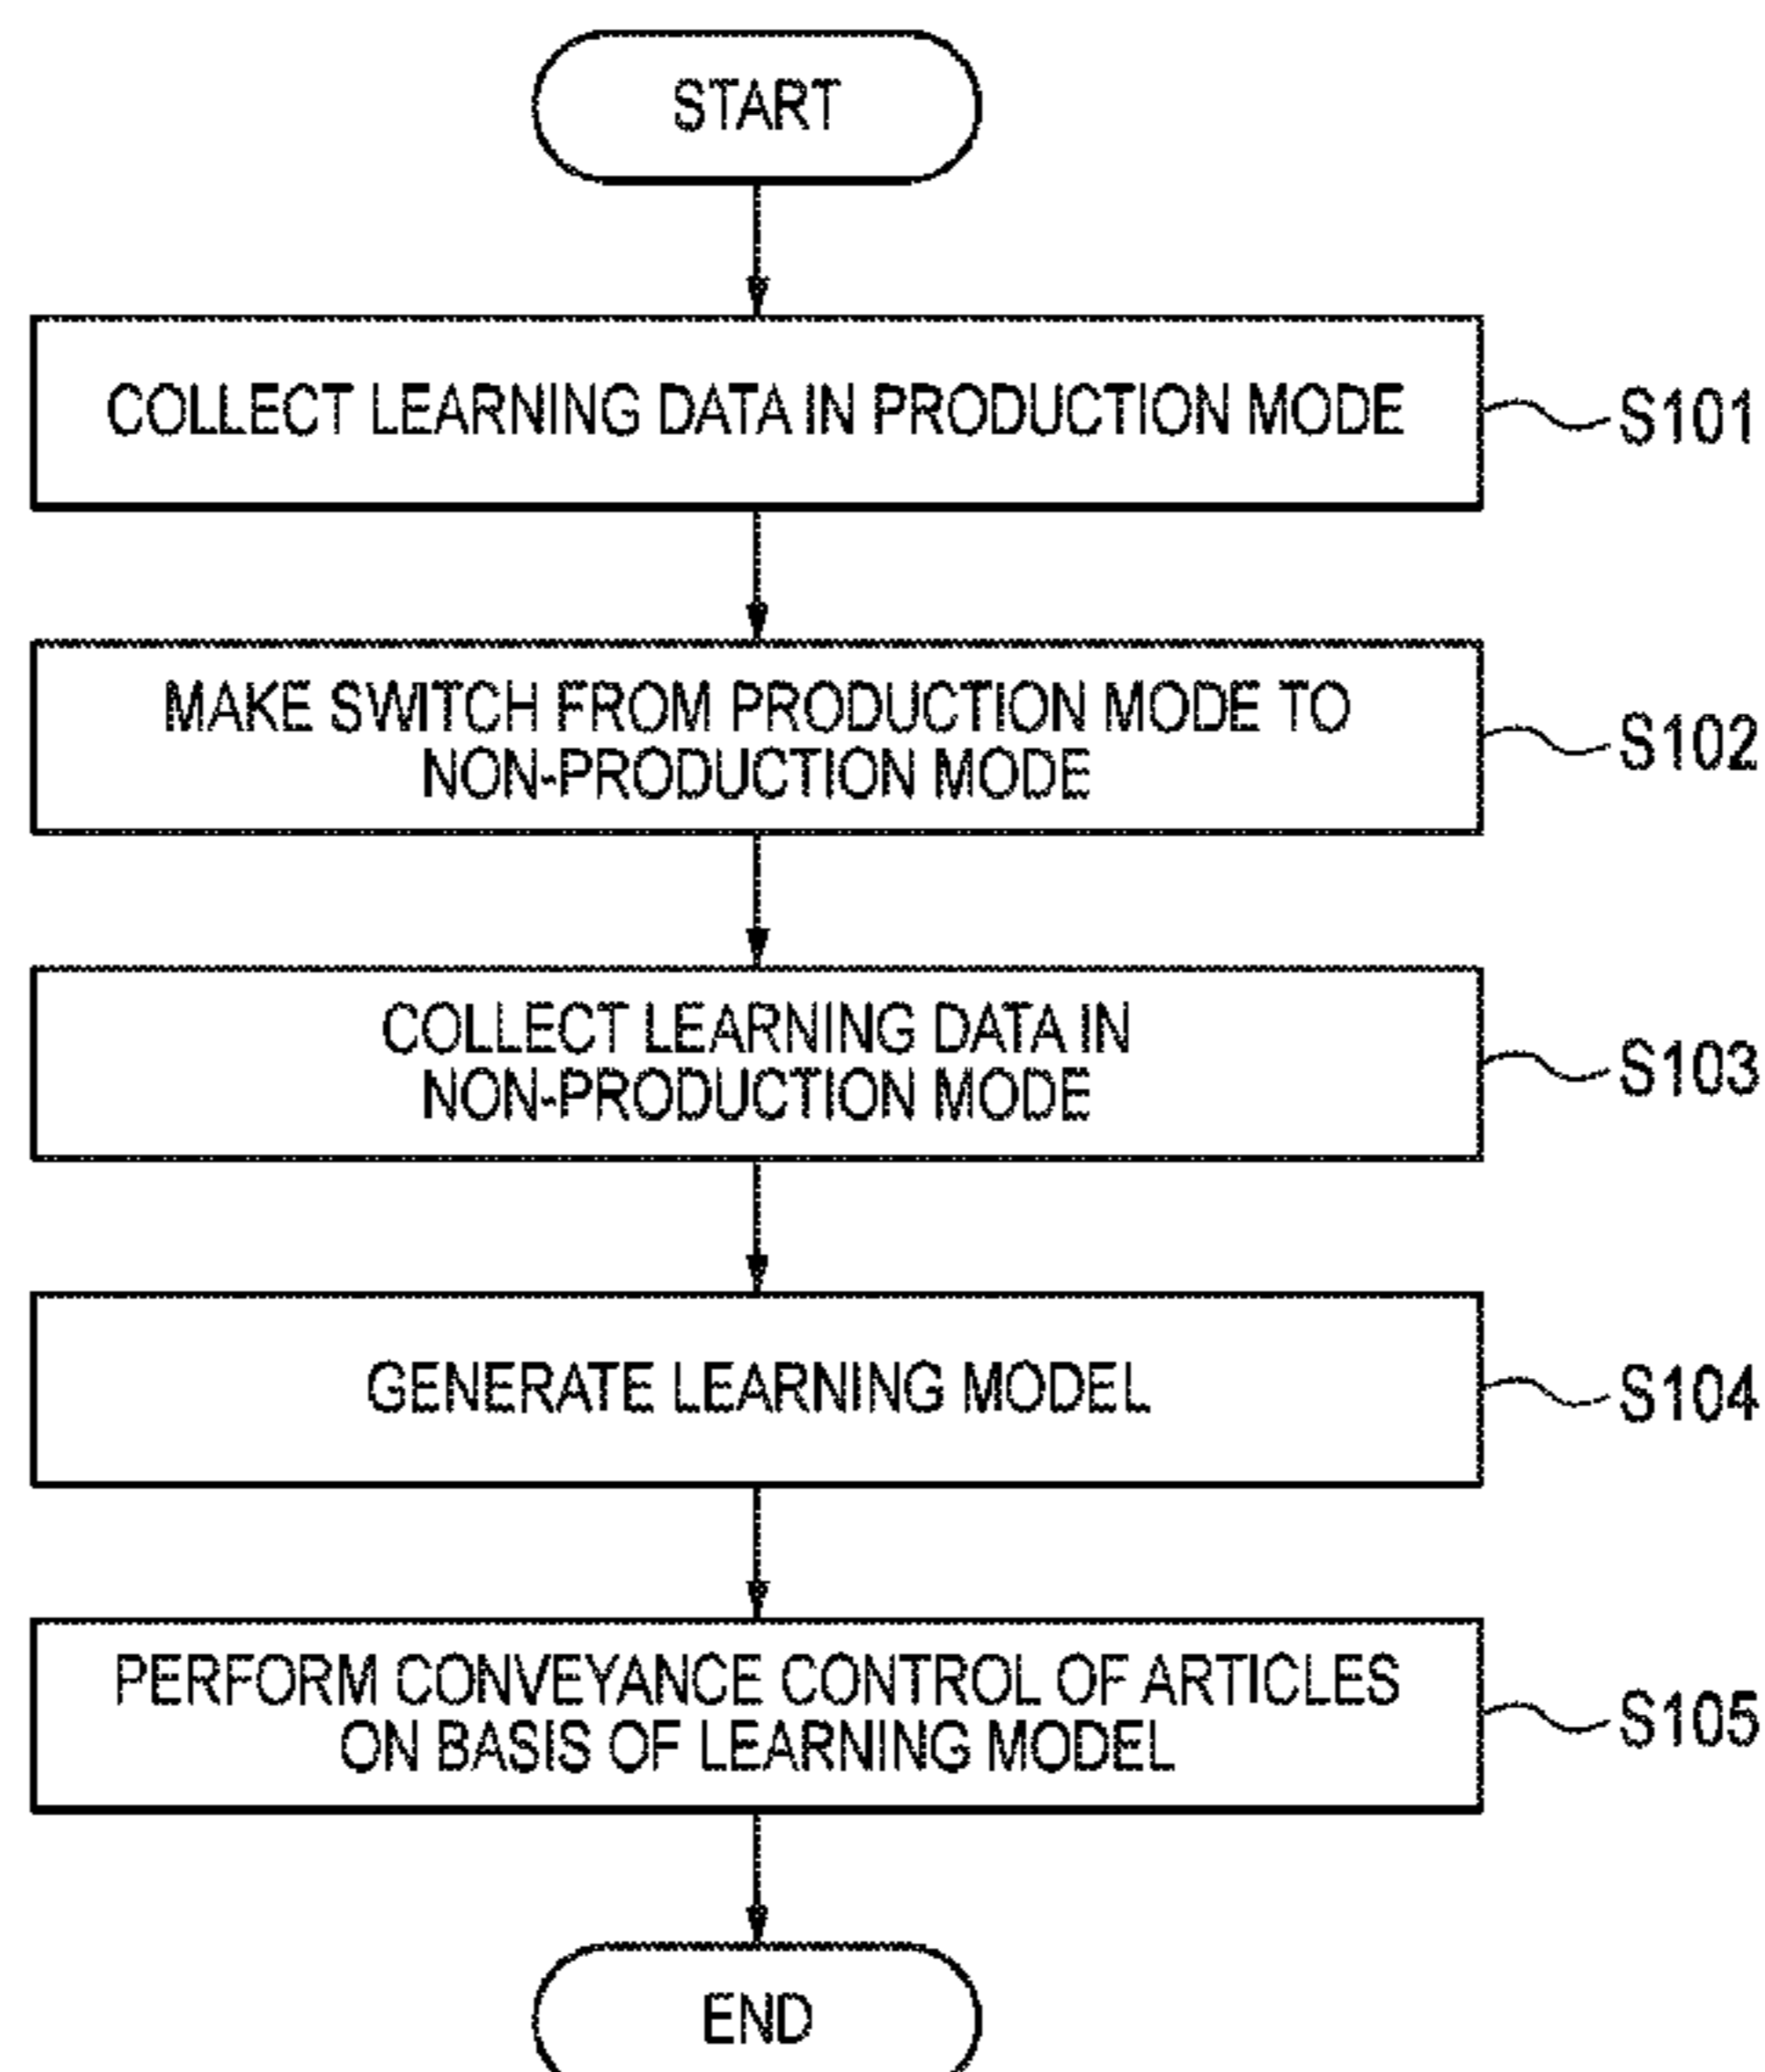 START
COLLECT LEARNING DATA IN PRODUCTION MODE
S101
MAKE SWITCH FROM PRODUCTION MODE TO
NON-PRODUCTION MODE
S102
COLLECT LEARNING DATA IN
NON-PRODUCTION MODE
S103
GENERATE LEARNING MODEL
S104
PERFORM CONVEYANCE CONTROL OF ARTICLES
ON BASIS OF LEARNING MODEL
S105
END